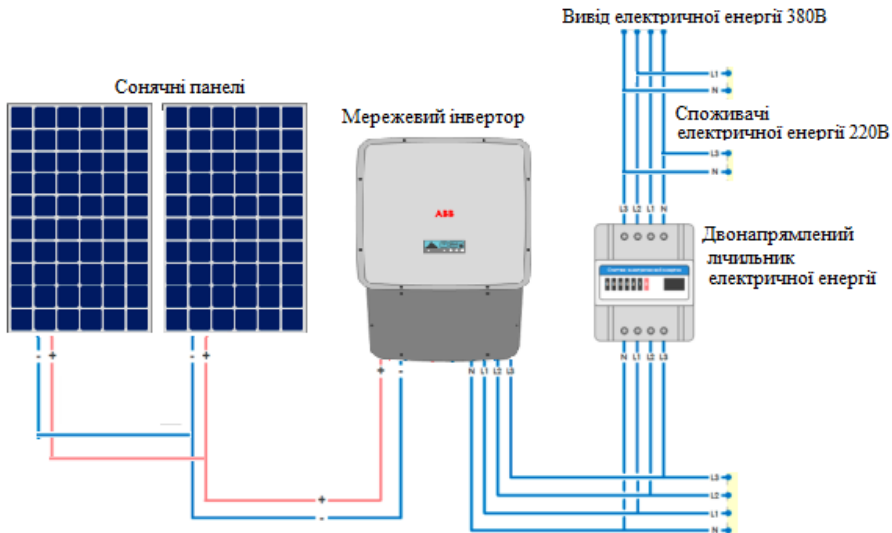 Вивід електричної енергії 380В
L1
N
Сонячні панелі
Мережевий інвертор
Споживачі
електричної енергії 220В
L3
N
ABB
L3 L2 L1 N
Двонапрямлений
лічильник
електричної енергії
- +
- +
+ -
N L1 L2 L3
N L1 L2 L3
L3
L2
+
L1
-
N